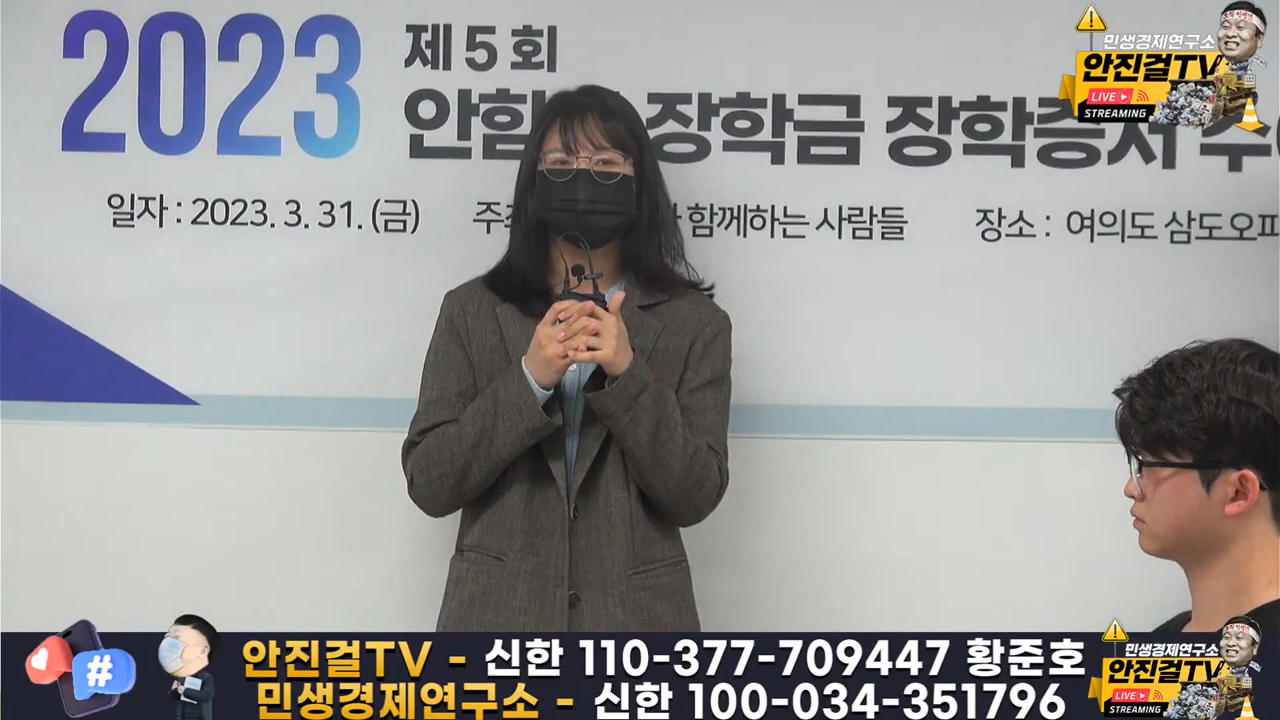 2023
제 5 회
장학금 장학증서
일자 : 2023. 3. 31. (금)
함께하는 사람들
장소 : 여의도 삼도오피
민생경제연구소
안진걸TV
LIVE
STREAMING
#
안진걸TV - 신한 110-377-709447 황준호
민생경제연구소 - 신한 100-034-351796
민생경제연구소
안진걸TV
LIVE
STREAMING